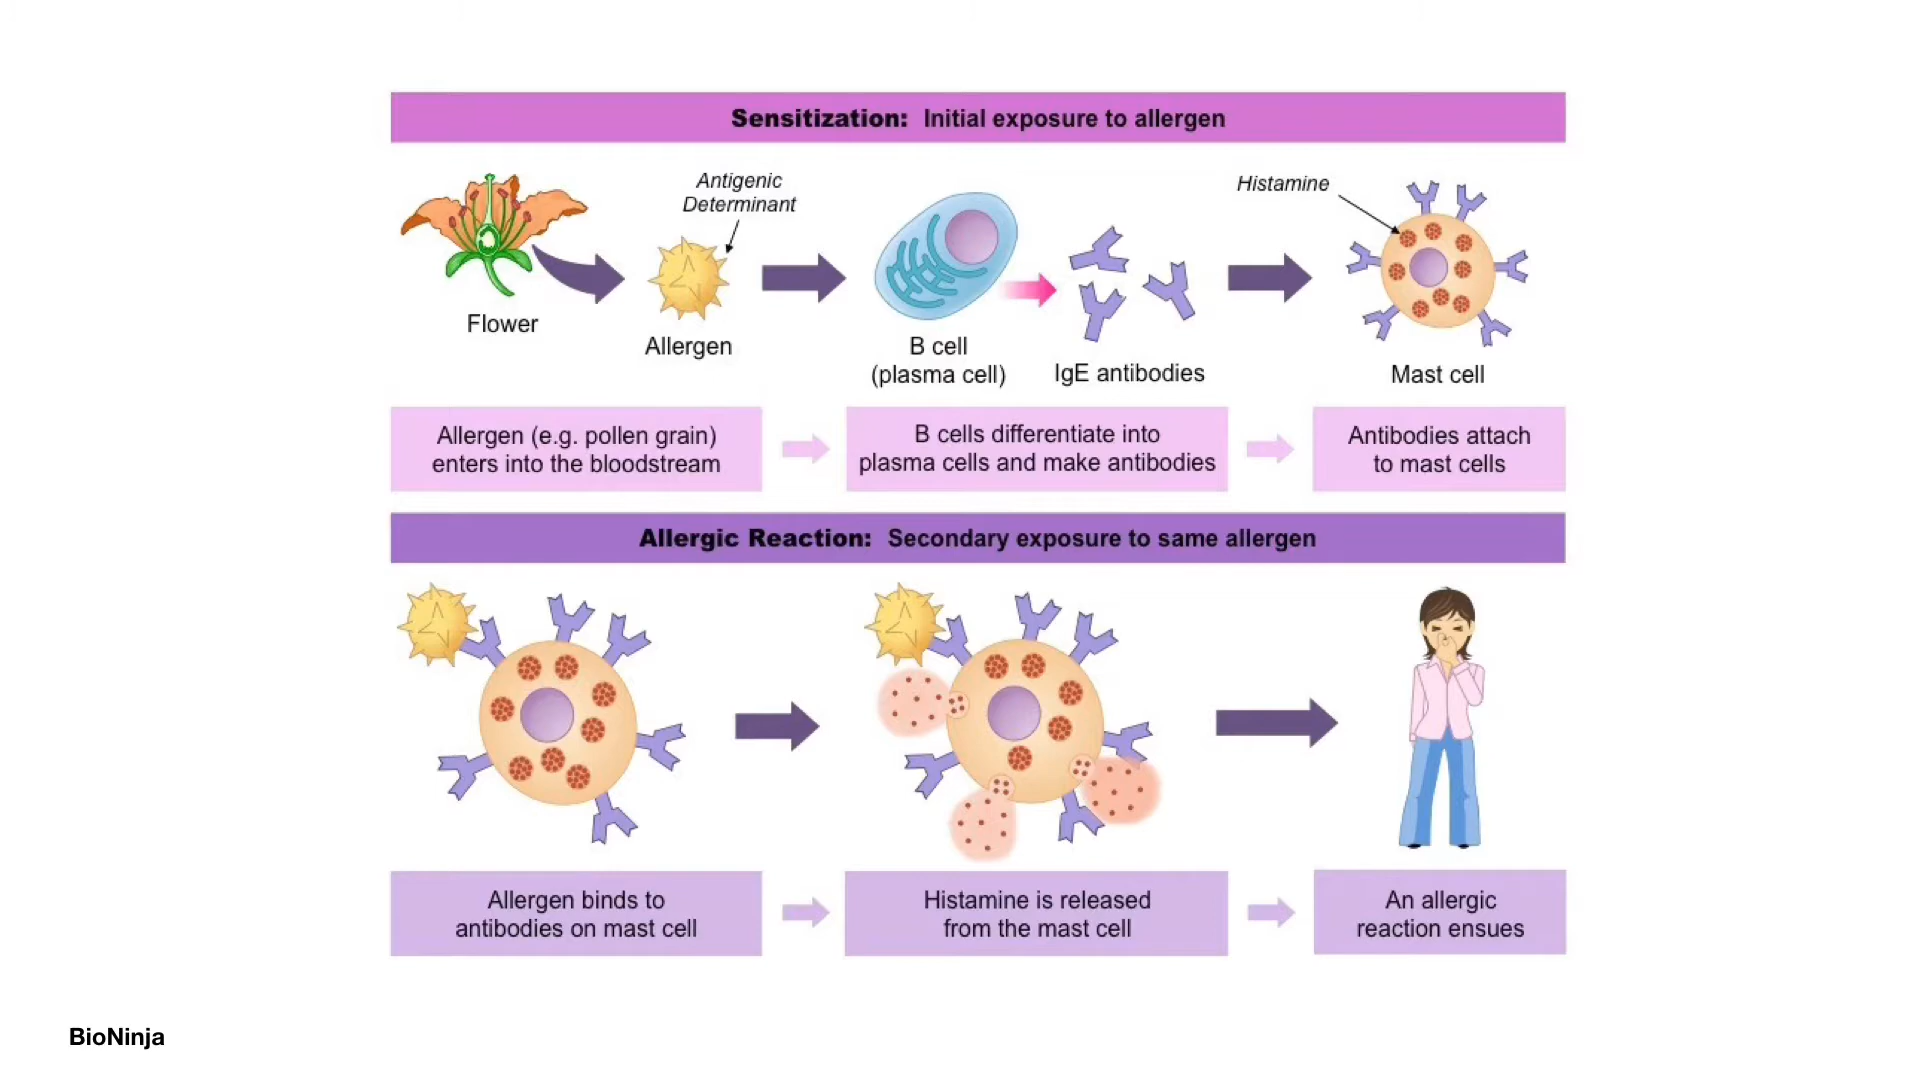 Sensitization: Initial exposure to allergen
Antigenic
Determinant
Histamine
Flower
Allergen
B cell
(plasma cell)
IgE antibodies
Mast cell
Allergen (e.g. pollen grain)
enters into the bloodstream
B cells differentiate into
plasma cells and make antibodies
Antibodies attach
to mast cells
Allergic Reaction: Secondary exposure to same allergen
Allergen binds to
antibodies on mast cell
Histamine is released
from the mast cell
An allergic
reaction ensues
BioNinja